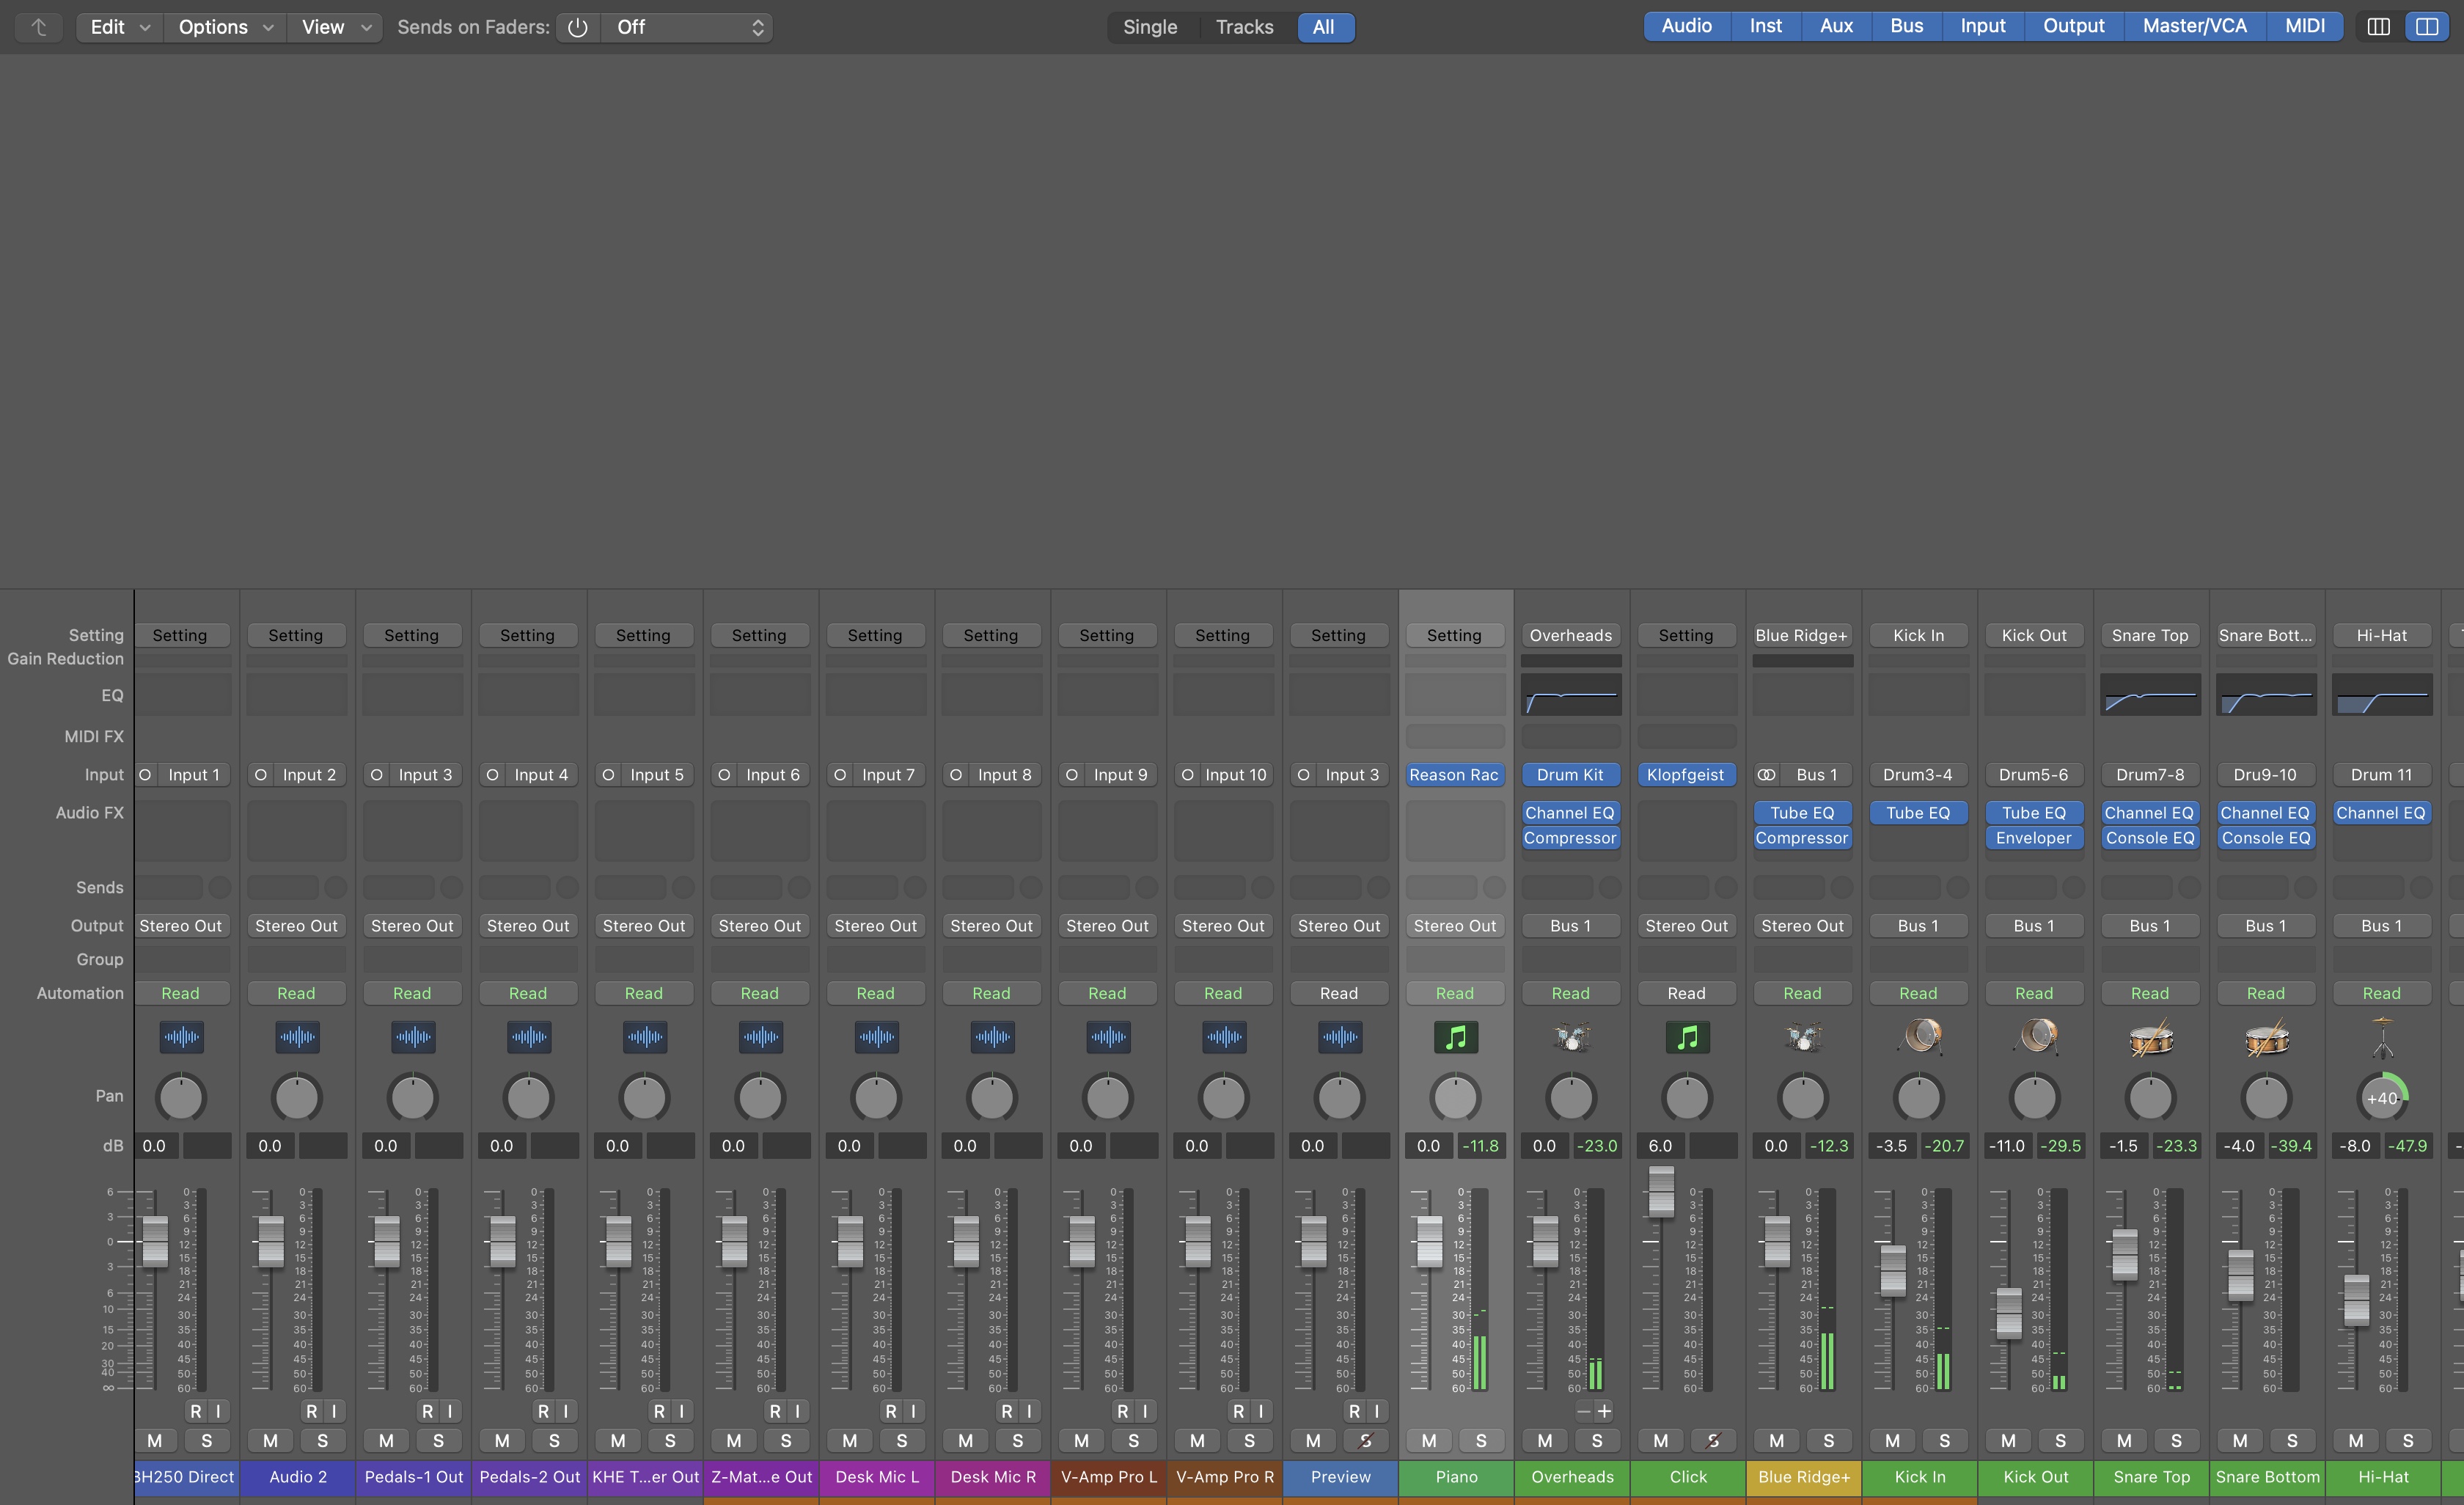 Edit Options View Sends on Faders: Off Single Tracks All Audio Inst Aux Bus Input Output Master/VCA MIDI
Setting Setting Setting Setting Setting Setting Setting Setting Setting Setting Setting Setting Setting Overheads Setting Blue Ridge+ Kick In Kick Out Snare Top Snare Bott... Hi-Hat
Gain Reduction
EQ
MIDI FX
Input Input 1 Input 2 Input 3 Input 4 Input 5 Input 6 Input 7 Input 8 Input 9 Input 10 Input 3 Reason Rac Drum Kit Klopfgeist Bus 1 Drum3-4 Drum5-6 Drum7-8 Dru9-10 Drum 11
Audio FX Channel EQ Tube EQ Tube EQ Tube EQ Channel EQ Channel EQ Channel EQ
Compressor Compressor Enveloper Console EQ Console EQ
Sends
Output Stereo Out Stereo Out Stereo Out Stereo Out Stereo Out Stereo Out Stereo Out Stereo Out Stereo Out Stereo Out Stereo Out Stereo Out Bus 1 Stereo Out Stereo Out Bus 1 Bus 1 Bus 1 Bus 1 Bus 1
Group
Automation Read Read Read Read Read Read Read Read Read Read Read Read Read Read Read Read Read Read Read Read
Pan +40
dB 0.0 0.0 0.0 0.0 0.0 0.0 0.0 0.0 0.0 0.0 0.0 0.0 -11.8 0.0 -23.0 6.0 0.0 -12.3 -3.5 -20.7 -11.0 -29.5 -1.5 -23.3 -4.0 -39.4 -8.0 -47.9
R I R I R I R I R I R I R I R I R I R I R I − +
M S M S M S M S M S M S M S M S M S M S M S M S M S M S M S M S M S M S M S M S
BH250 Direct Audio 2 Pedals-1 Out Pedals-2 Out KHE T...er Out Z-Mat...e Out Desk Mic L Desk Mic R V-Amp Pro L V-Amp Pro R Preview Piano Overheads Click Blue Ridge+ Kick In Kick Out Snare Top Snare Bottom Hi-Hat